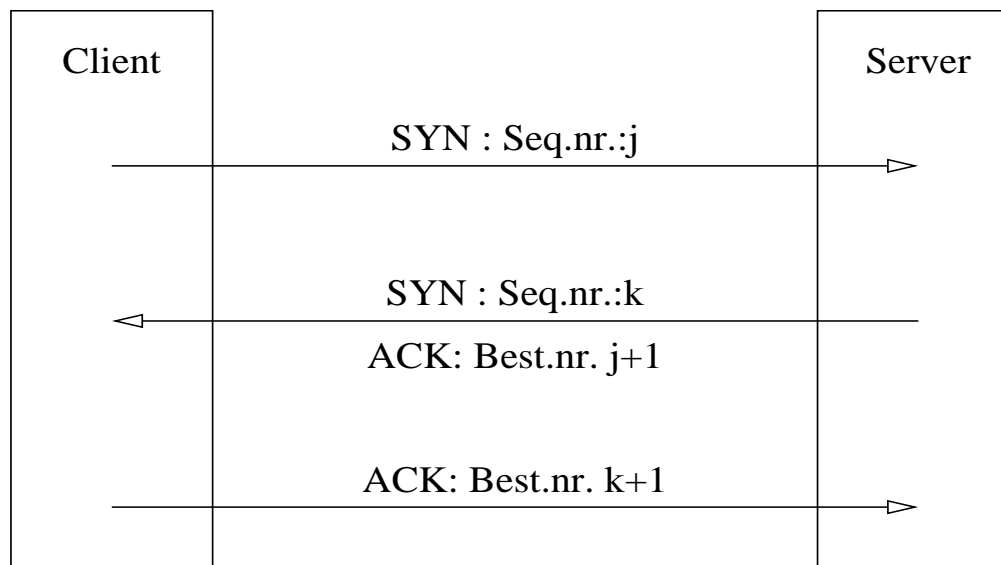 Client
Server
SYN : Seq.nr.:j
SYN : Seq.nr.:k
ACK: Best.nr. j+1
ACK: Best.nr. k+1